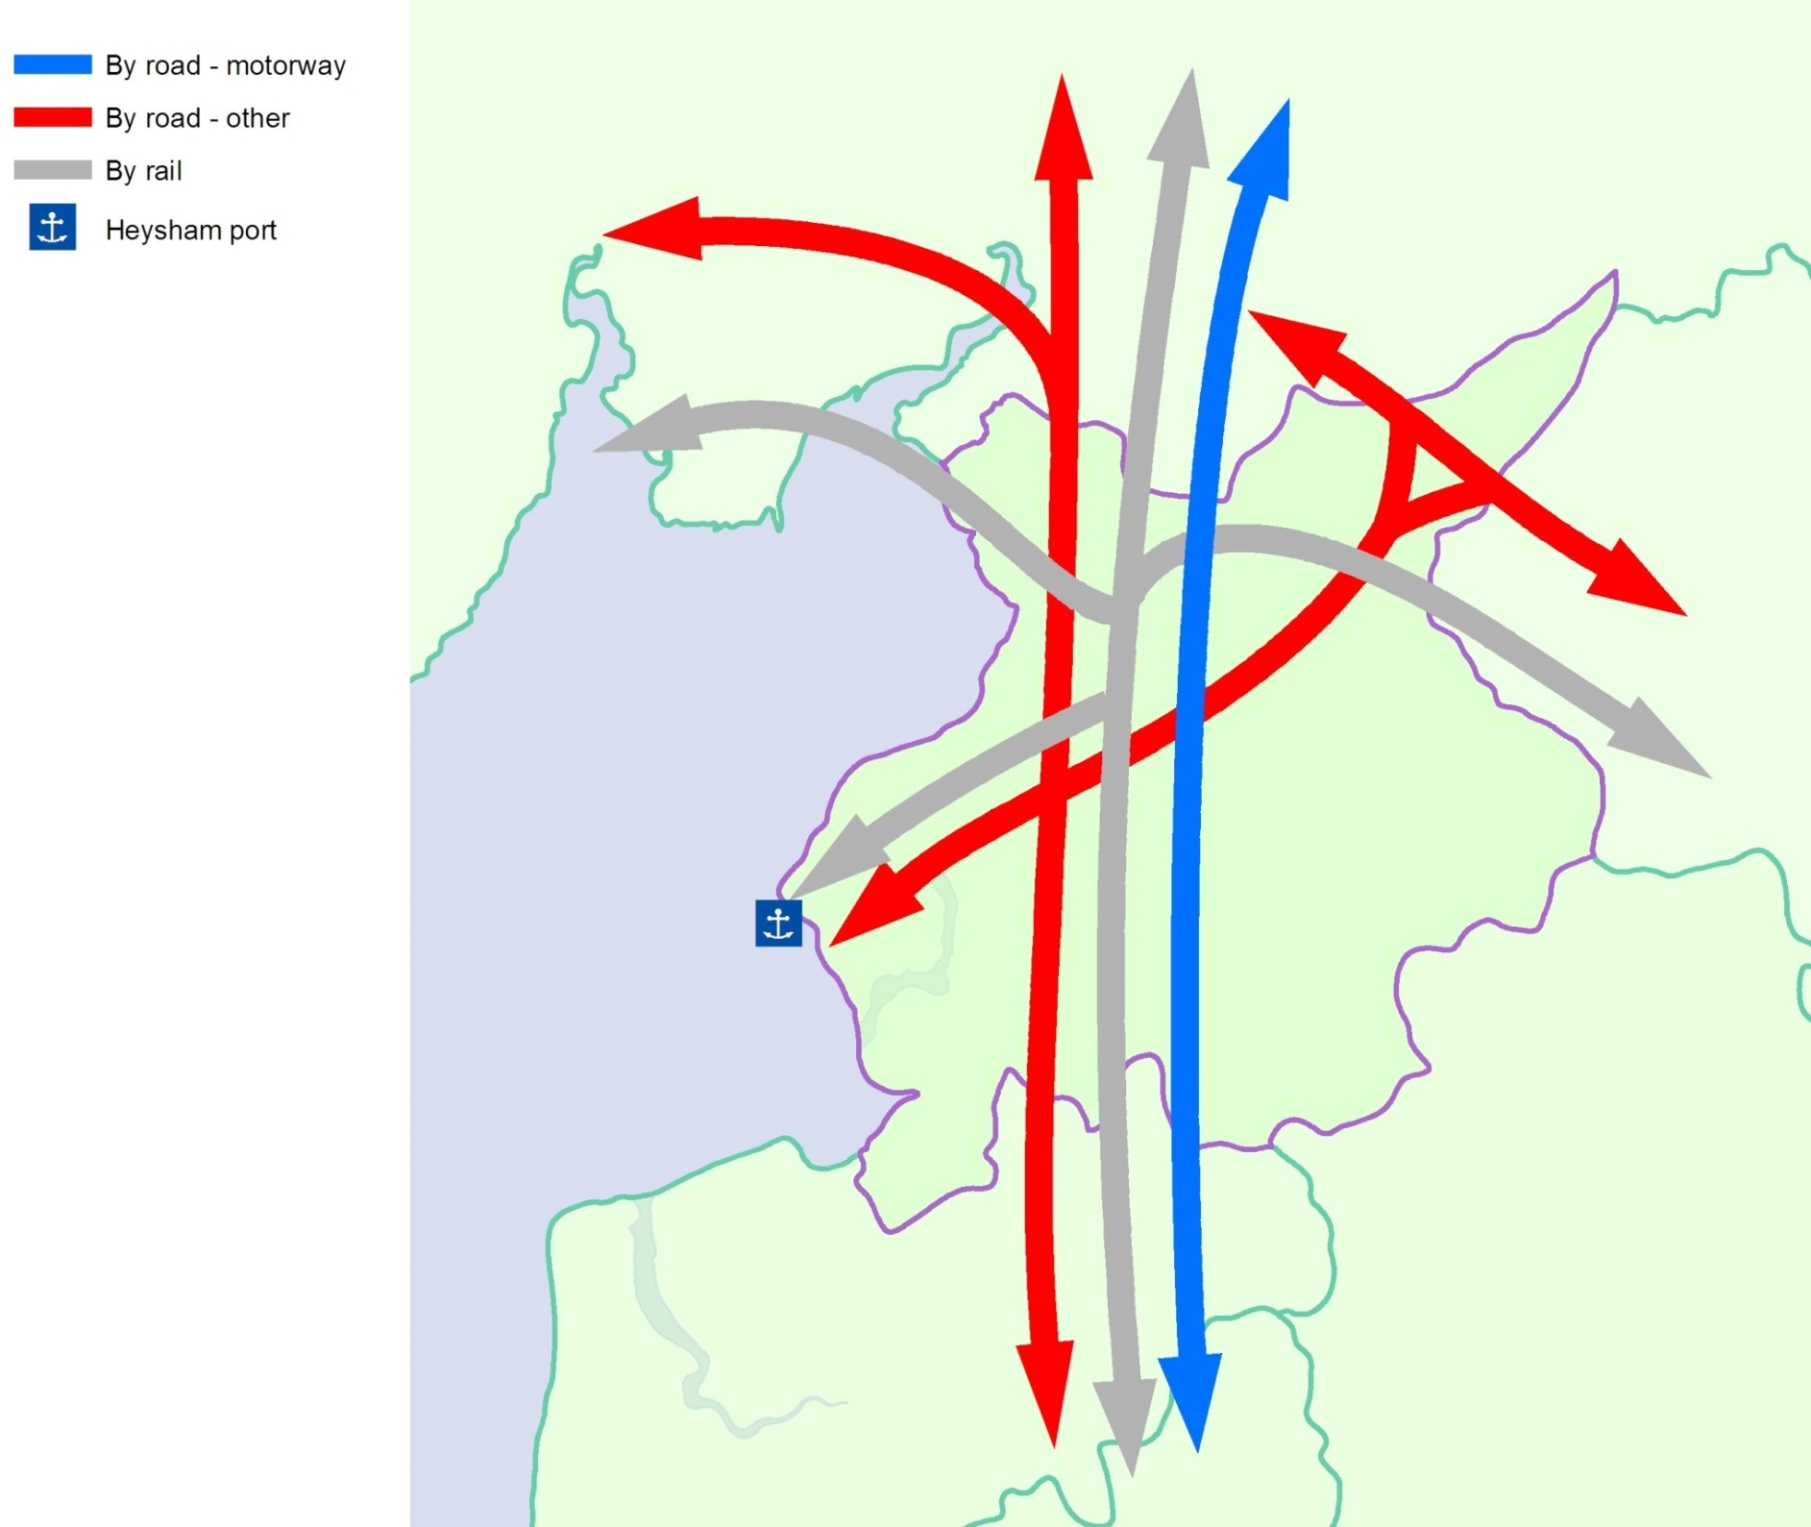 By road - motorway
By road - other
By rail
Heysham port